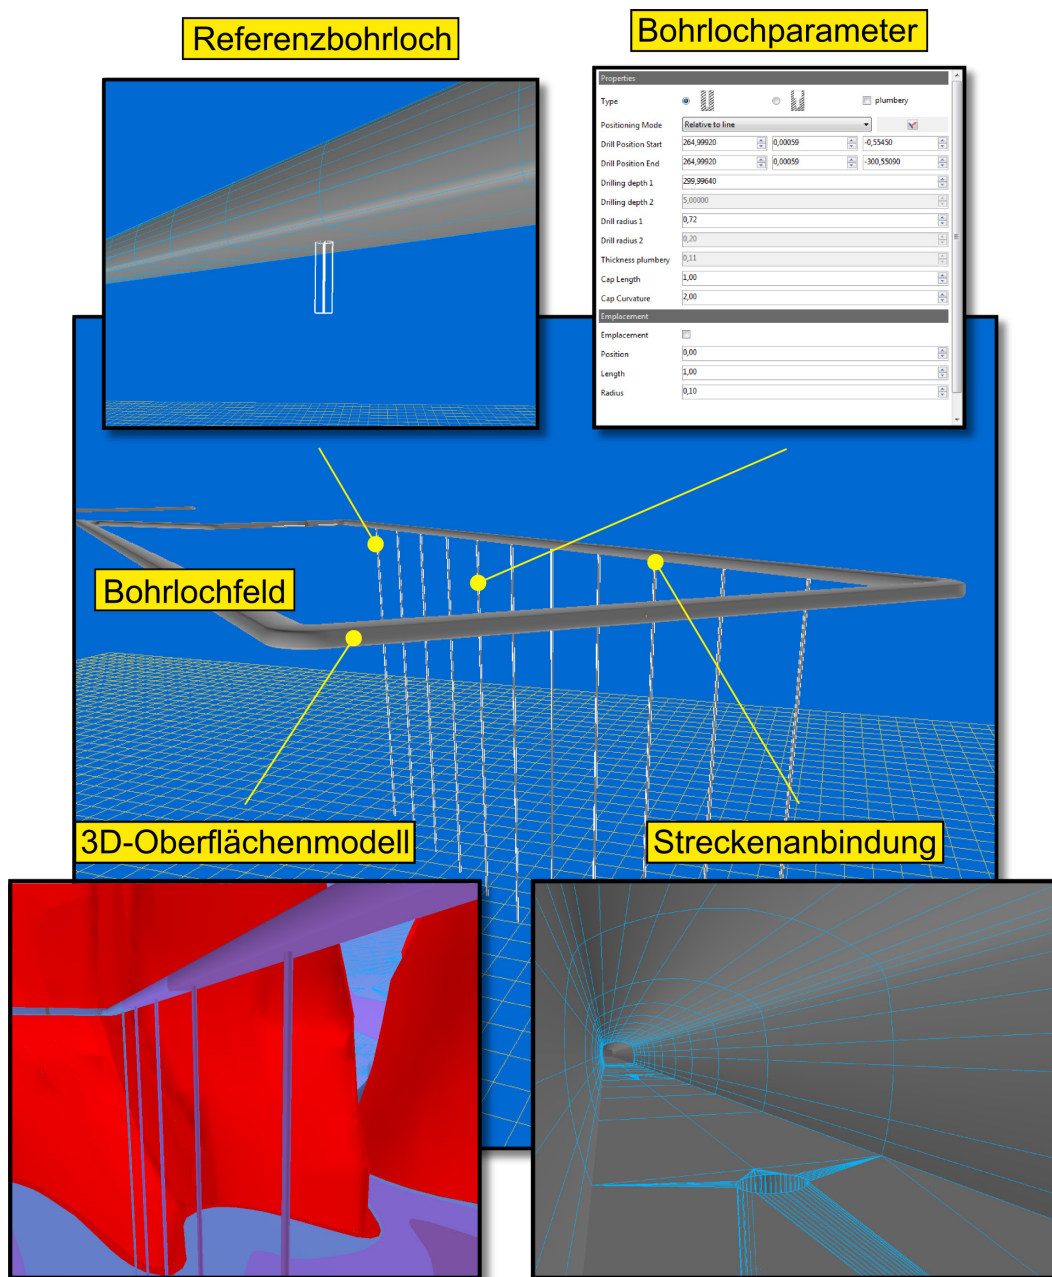 Referenzbohrloch
Bohrlochparameter
Properties
Type
plumbery
Positioning Mode Relative to line
Drill Position Start 264,99920 0,00059 -0,55450
Drill Position End 264,99920 0,00059 -300,55090
Drilling depth 1 299,99640
Drilling depth 2 5,00000
Drill radius 1 0,72
Drill radius 2 0,20
Thickness plumbery 0,11
Cap Length 1,00
Cap Curvature 2,00
Emplacement
Emplacement
Position 0,00
Length 1,00
Radius 0,10
Bohrlochfeld
3D-Oberflächenmodell
Streckenanbindung